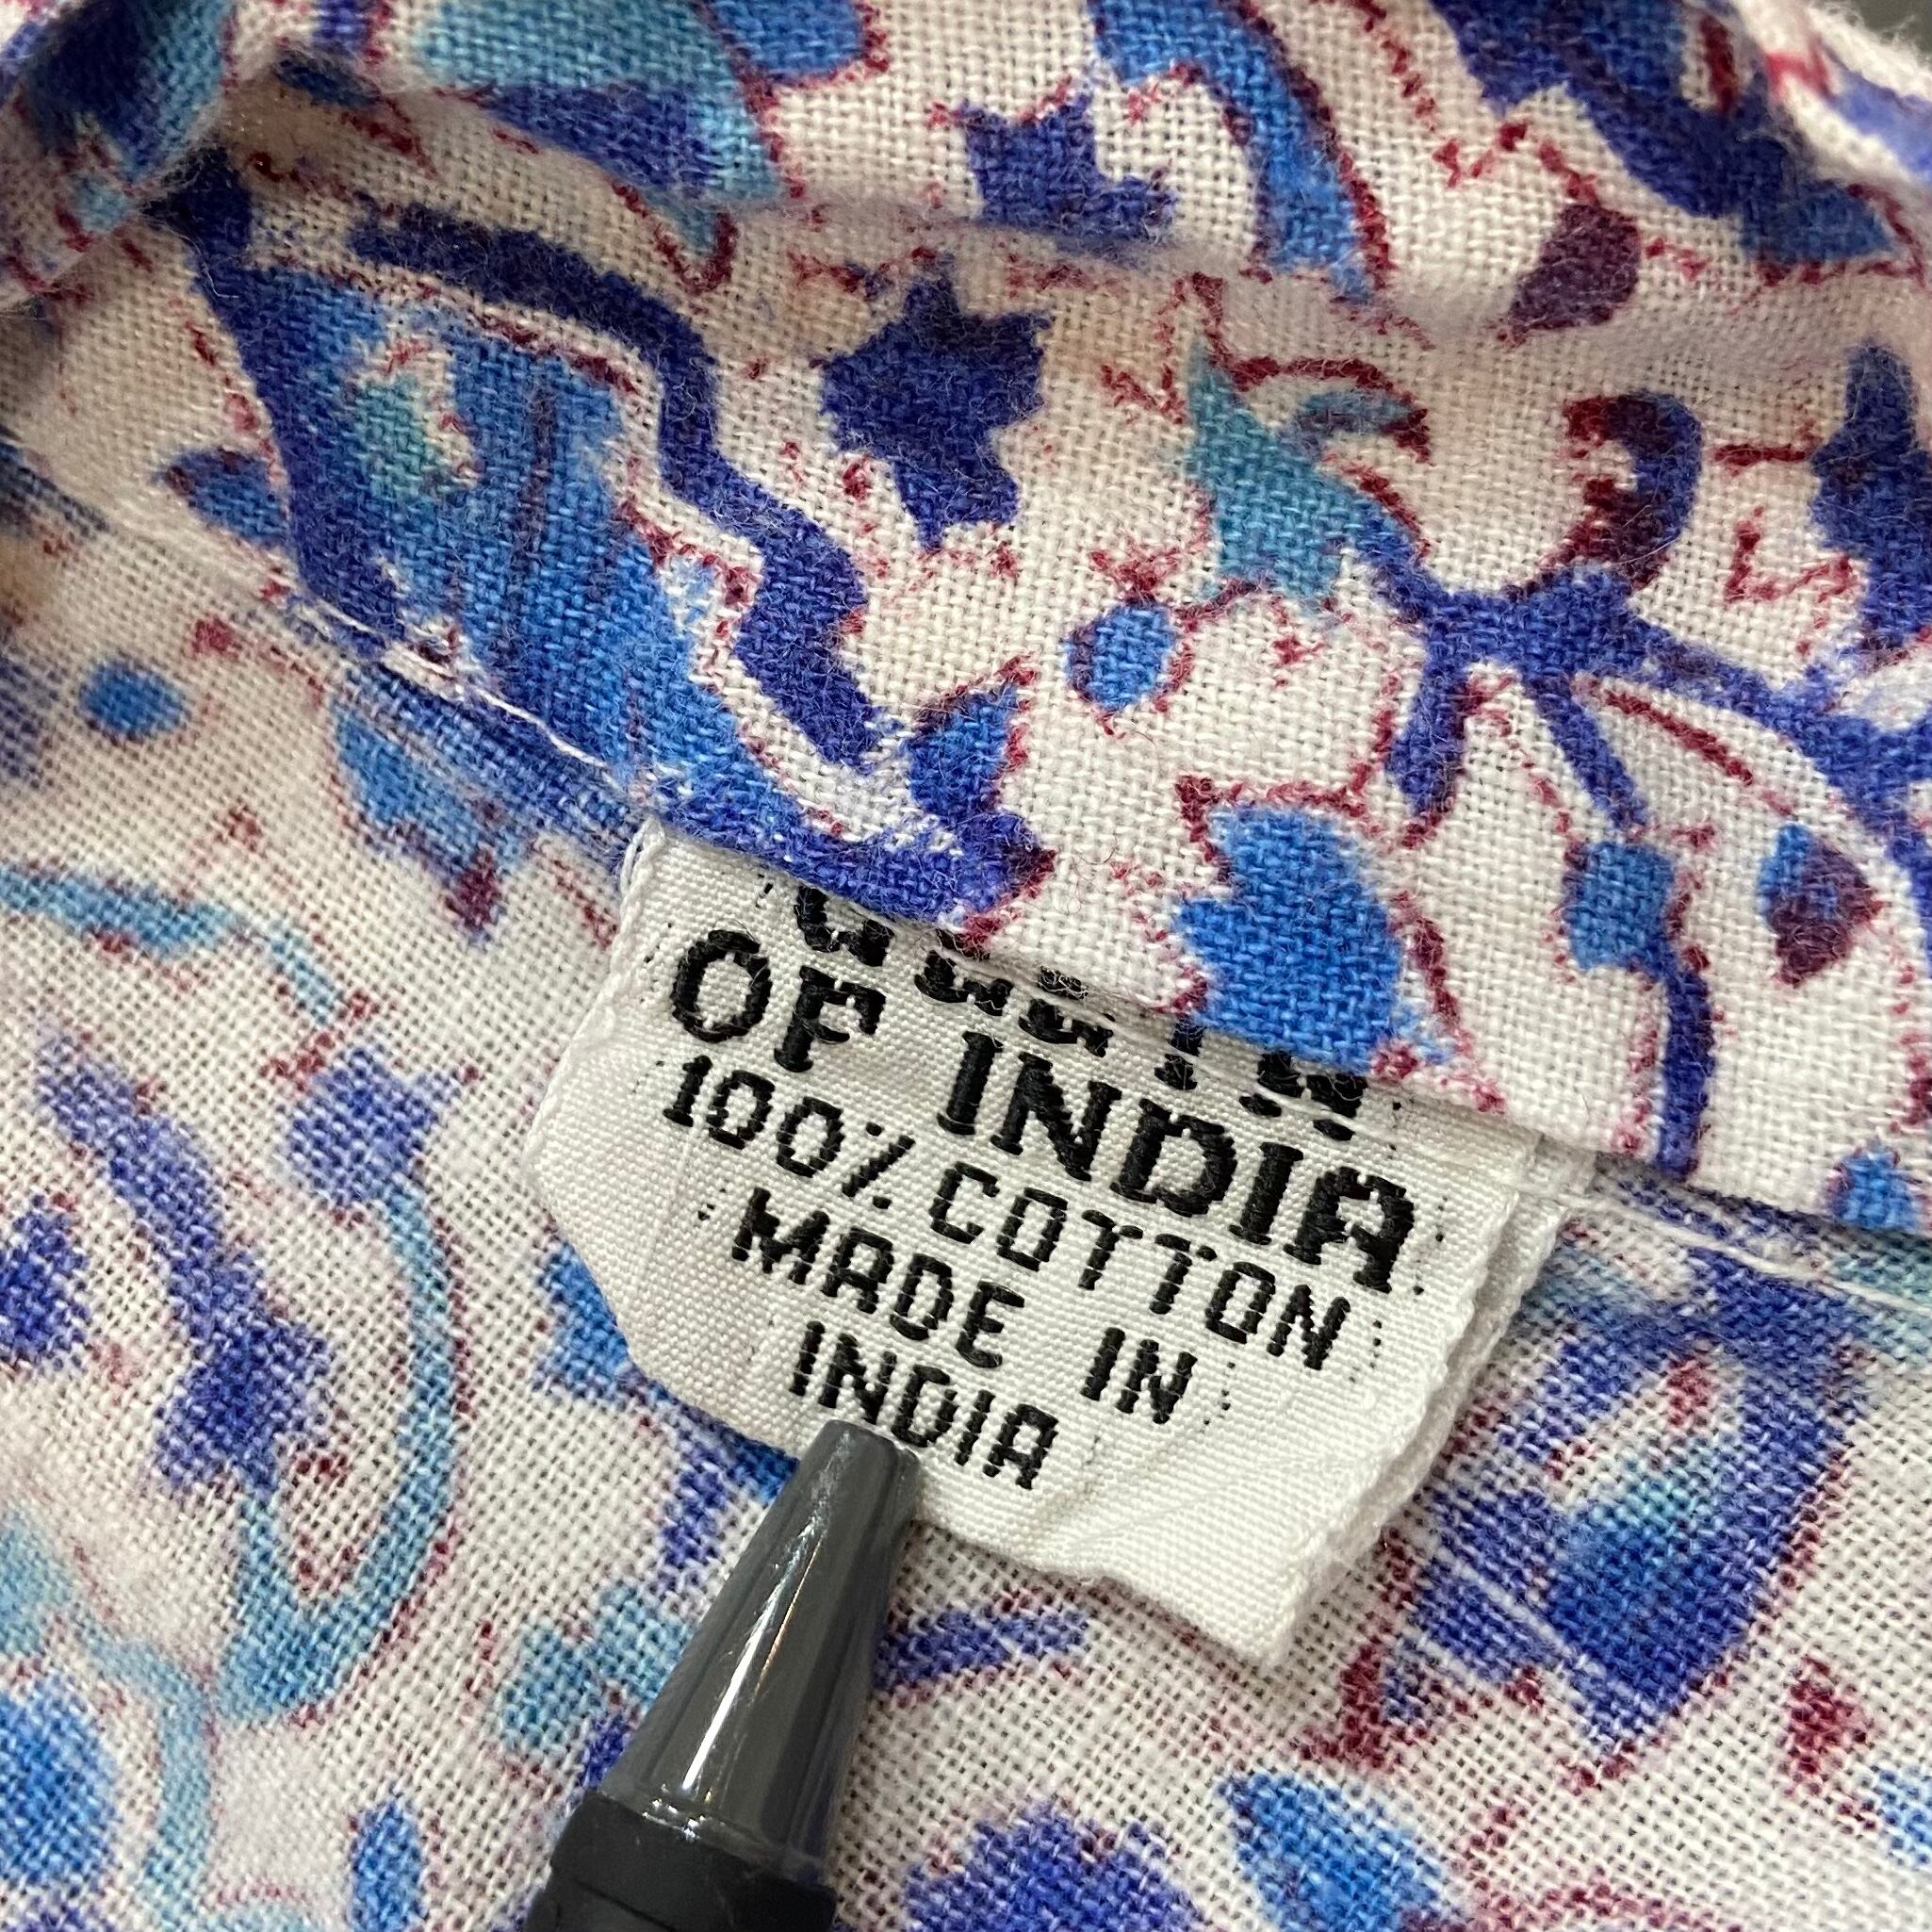 OF INDIA
100% COTTON
MADE IN
INDIA